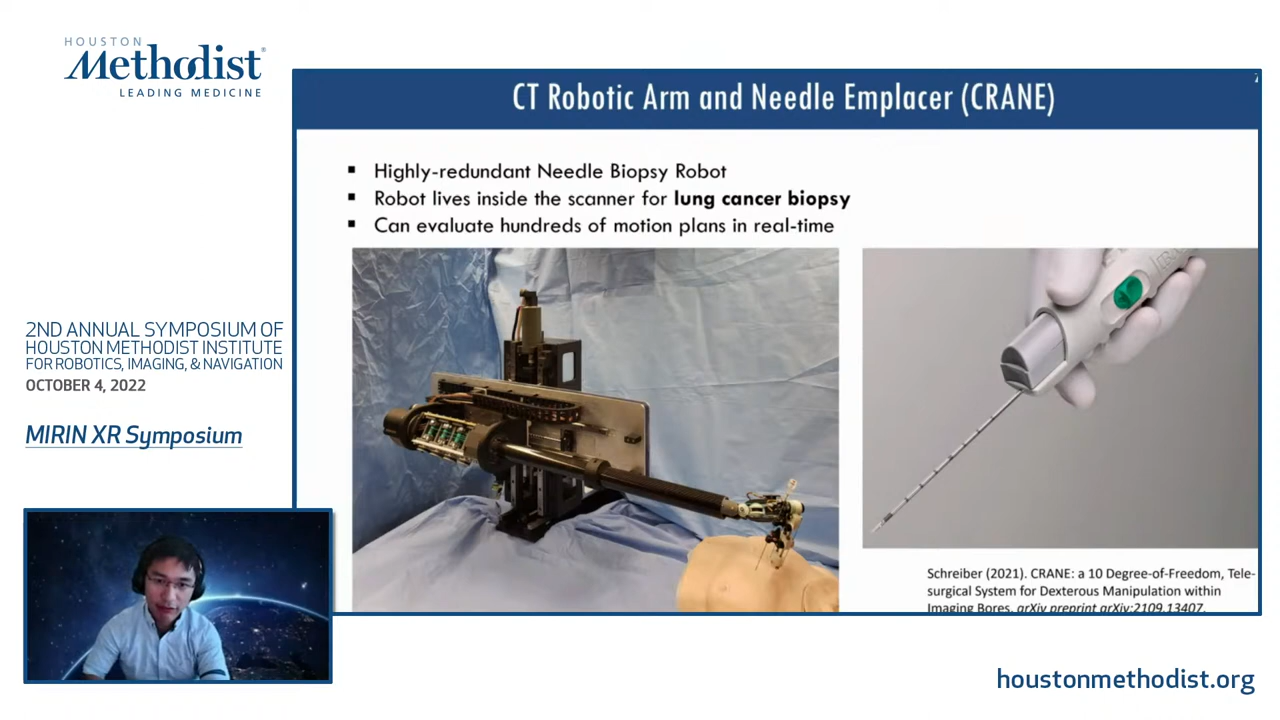 HOUSTON
Methodist®
LEADING MEDICINE
2ND ANNUAL SYMPOSIUM OF
HOUSTON METHODIST INSTITUTE
FOR ROBOTICS, IMAGING, & NAVIGATION
OCTOBER 4, 2022
MIRIN XR Symposium
CT Robotic Arm and Needle Emplacer (CRANE)
7
▪ Highly-redundant Needle Biopsy Robot
▪ Robot lives inside the scanner for lung cancer biopsy
▪ Can evaluate hundreds of motion plans in real-time
Schreiber (2021). CRANE: a 10 Degree-of-Freedom, Tele-
surgical System for Dexterous Manipulation within
Imaging Bores. arXiv preprint arXiv:2109.13407.
houstonmethodist.org